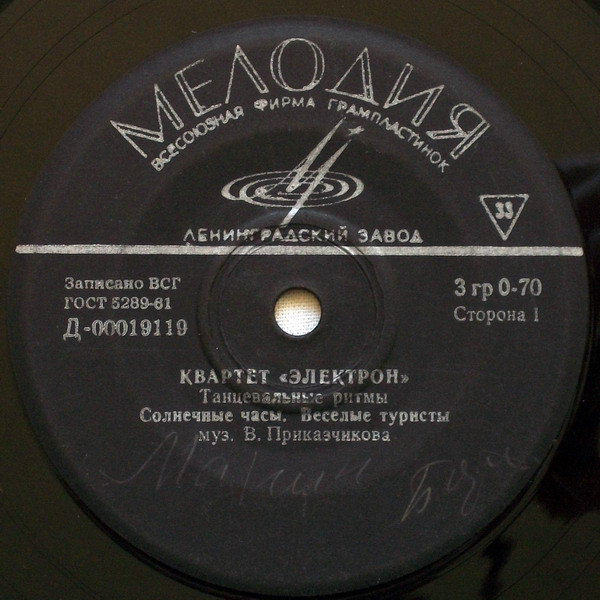 МЕЛОДИЯ
ВСЕСОЮЗНАЯ ФИРМА ГРАМПЛАСТИНОК
33
ЛЕНИНГРАДСКИЙ ЗАВОД
Записано ВСГ
ГОСТ 5289-61
Д-00019119
3 гр 0-70
Сторона 1
КВАРТЕТ «ЭЛЕКТРОН»
Танцевальные ритмы
Солнечные часы. Веселые туристы
муз. В. Приказчикова